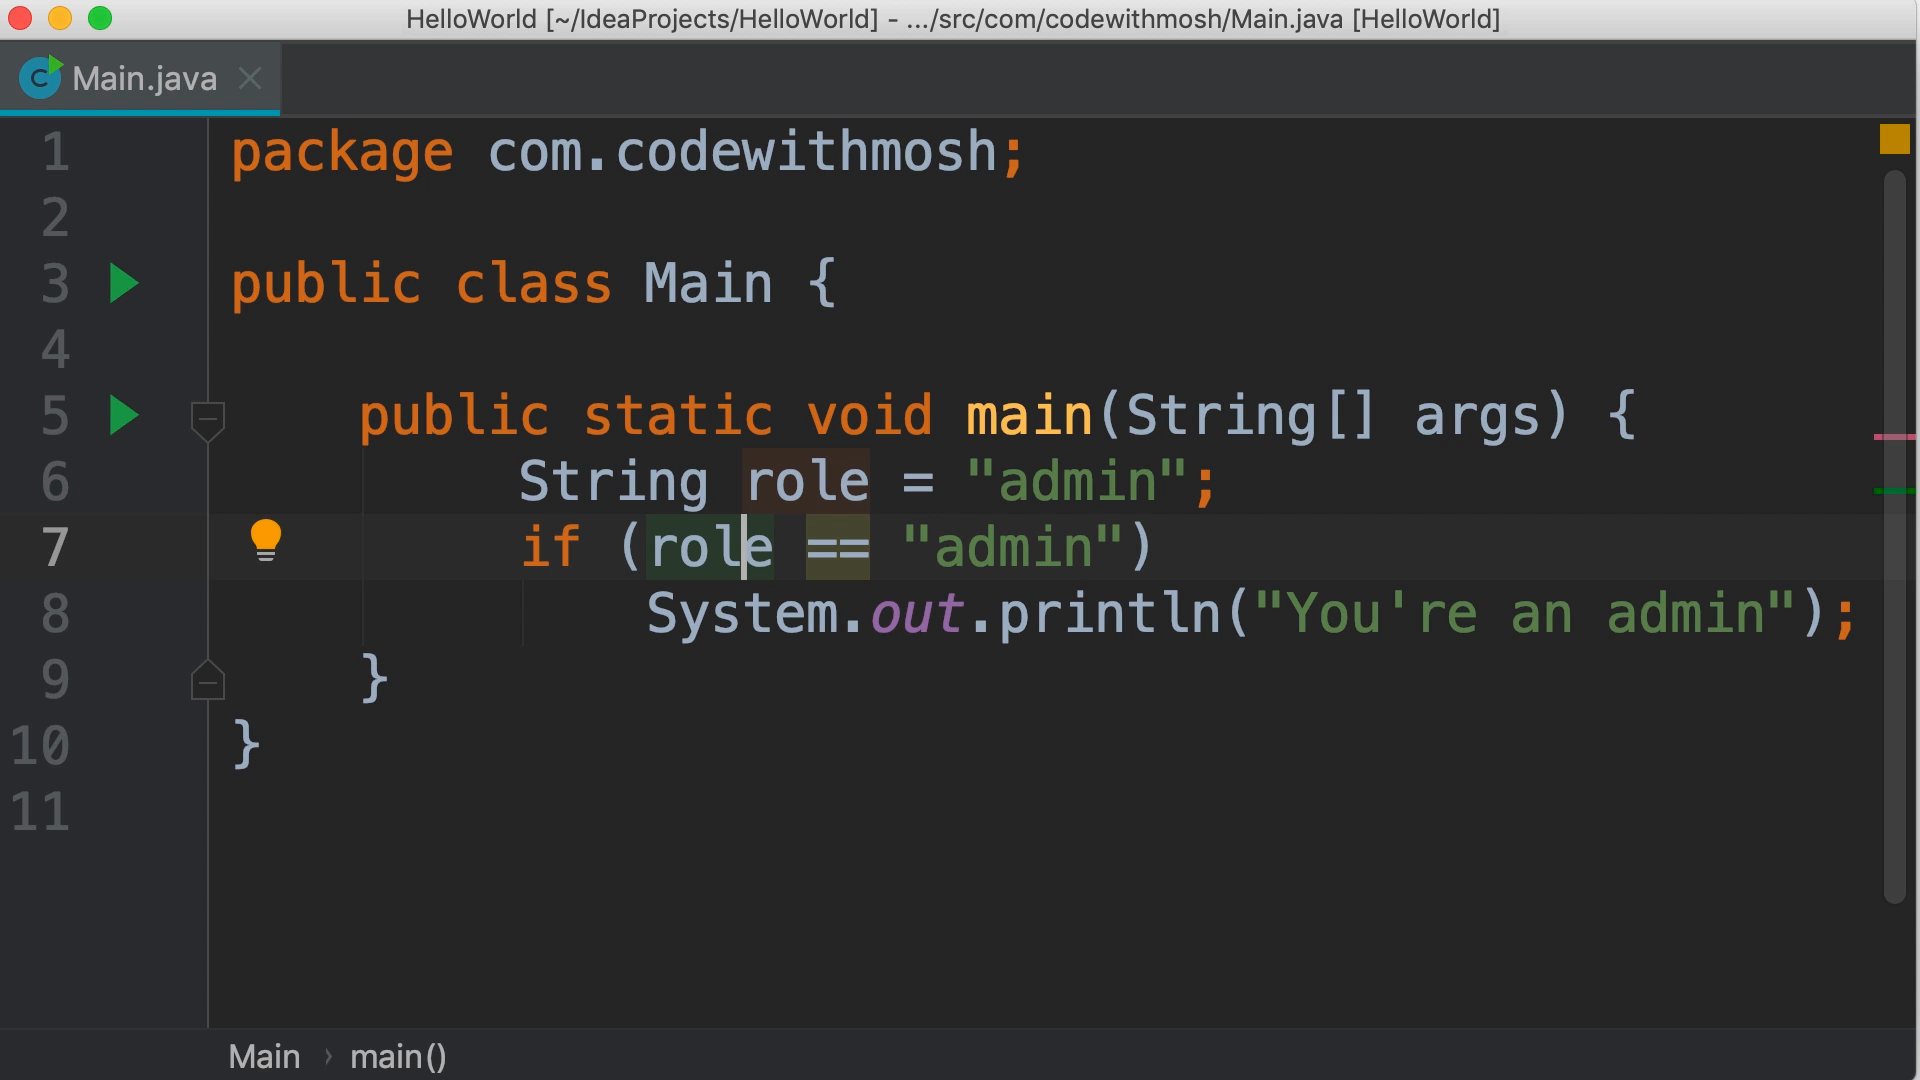 HelloWorld [~/IdeaProjects/HelloWorld] - .../src/com/codewithmosh/Main.java [HelloWorld]
C Main.java
1 package com.codewithmosh;
2
3 public class Main {
4
5 public static void main(String[] args) {
6 String role = "admin";
7 if (role == "admin")
8 System.out.println("You're an admin");
9 }
10 }
11
Main › main()